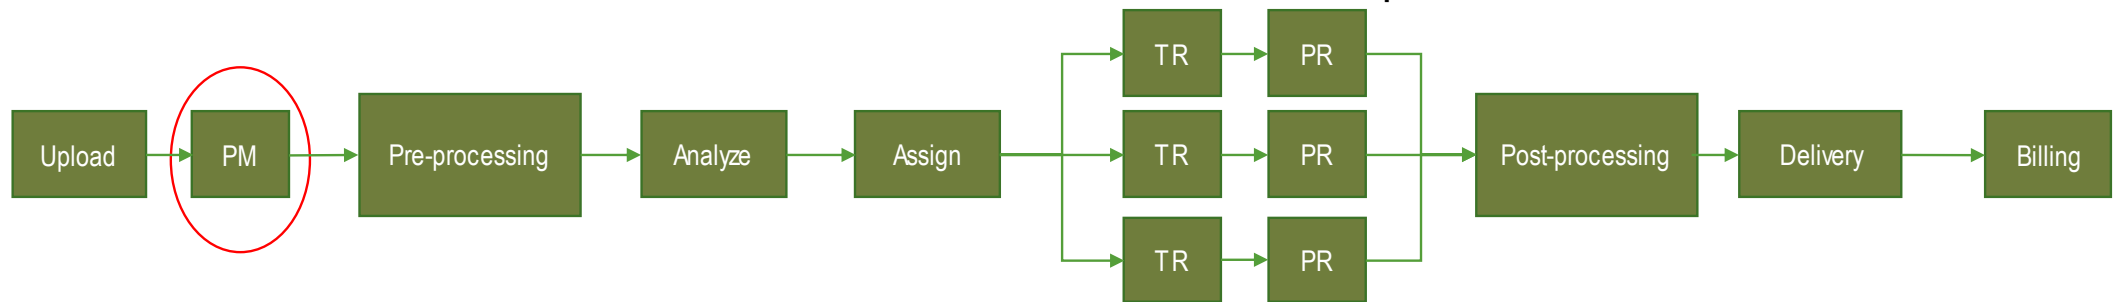 Upload
PM
Pre-processing
Analyze
Assign
TR
PR
TR
PR
TR
PR
Post-processing
Delivery
Billing